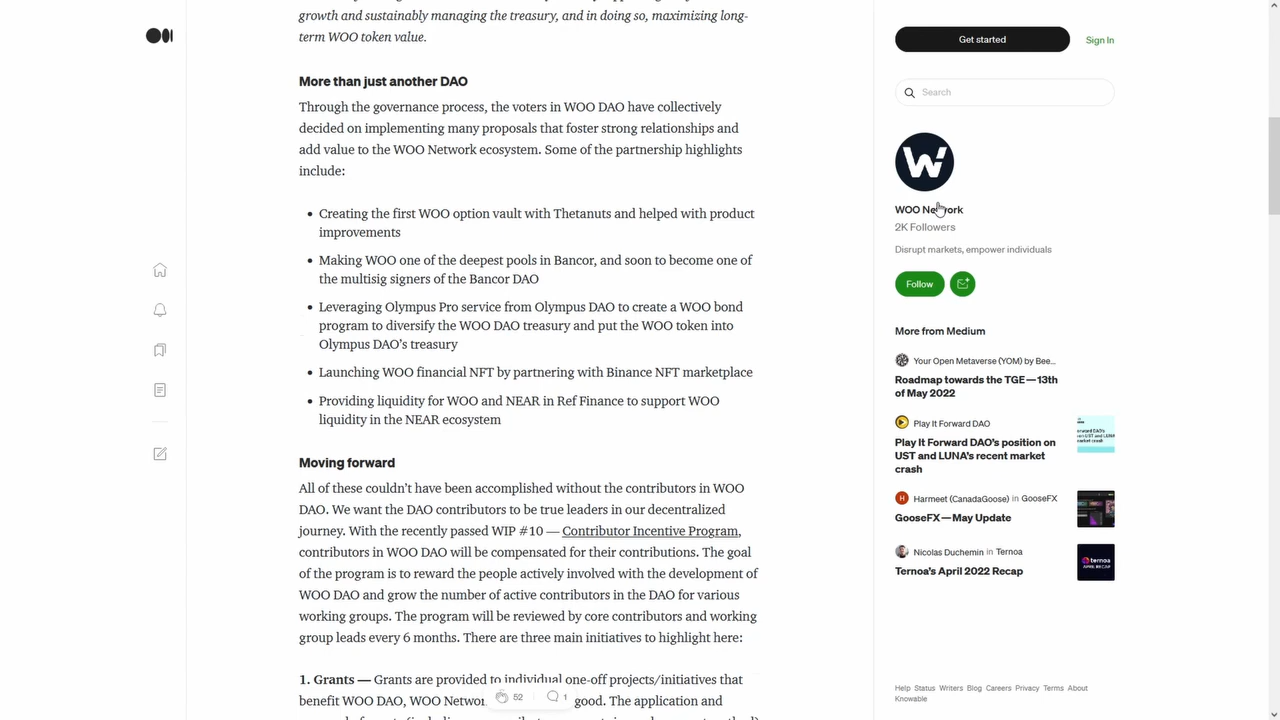 growth and sustainably managing the treasury, and in doing so, maximizing long-
term WOO token value.
More than just another DAO
Through the governance process, the voters in WOO DAO have collectively
decided on implementing many proposals that foster strong relationships and
add value to the WOO Network ecosystem. Some of the partnership highlights
include:
• Creating the first WOO option vault with Thetanuts and helped with product
improvements
• Making WOO one of the deepest pools in Bancor, and soon to become one of
the multisig signers of the Bancor DAO
• Leveraging Olympus Pro service from Olympus DAO to create a WOO bond
program to diversify the WOO DAO treasury and put the WOO token into
Olympus DAO's treasury
• Launching WOO financial NFT by partnering with Binance NFT marketplace
• Providing liquidity for WOO and NEAR in Ref Finance to support WOO
liquidity in the NEAR ecosystem
Moving forward
All of these couldn't have been accomplished without the contributors in WOO
DAO. We want the DAO contributors to be true leaders in our decentralized
journey. With the recently passed WIP #10 — Contributor Incentive Program,
contributors in WOO DAO will be compensated for their contributions. The goal
of the program is to reward the people actively involved with the development of
WOO DAO and grow the number of active contributors in the DAO for various
working groups. The program will be reviewed by core contributors and working
group leads every 6 months. There are three main initiatives to highlight here:
1. Grants — Grants are provided to individual one-off projects/initiatives that
benefit WOO DAO, WOO Networ good. The application and
52
1
Get started
Sign In
Search
W
WOO Network
2K Followers
Disrupt markets, empower individuals
Follow
More from Medium
Your Open Metaverse (YOM) by Bee...
Roadmap towards the TGE — 13th
of May 2022
Play It Forward DAO
Play It Forward DAO's position on
UST and LUNA's recent market
crash
H
Harmeet (CanadaGoose) in GooseFX
GooseFX — May Update
Nicolas Duchemin in Ternoa
Ternoa's April 2022 Recap
ternoa
APRIL RECAP
Help Status Writers Blog Careers Privacy Terms About
Knowable